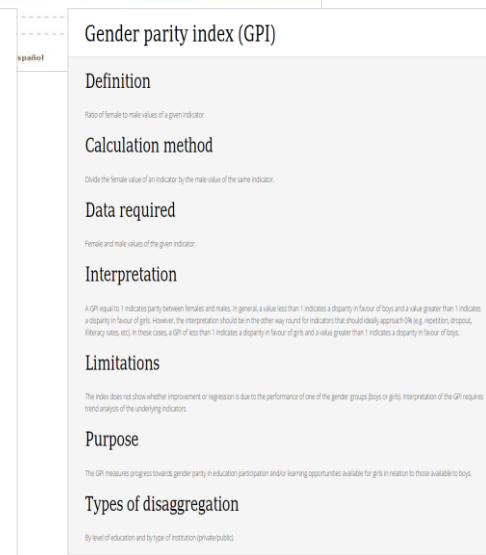 spañol
Gender parity index (GPI)
Definition
Ratio of female to male values of a given indicator.
Calculation method
Divide the female value of an indicator by the male value of the same indicator.
Data required
Female and male values of the given indicator.
Interpretation
A GPI equal to 1 indicates parity between females and males. In general, a value less than 1 indicates a disparity in favour of boys and a value greater than 1 indicates
a disparity in favour of girls. However, the interpretation should be in the other way round for indicators that should ideally approach 0% (e.g. repetition, dropout,
illiteracy rates, etc). In these cases, a GPI of less than 1 indicates a disparity in favour of girls and a value greater than 1 indicates a disparity in favour of boys.
Limitations
The index does not show whether improvement or regression is due to the performance of one of the gender groups (boys or girls). Interpretation of the GPI requires
trend analysis of the underlying indicators.
Purpose
The GPI measures progress towards gender parity in education participation and/or learning opportunities available for girls in relation to those available to boys.
Types of disaggregation
By level of education and by type of institution (private/public)